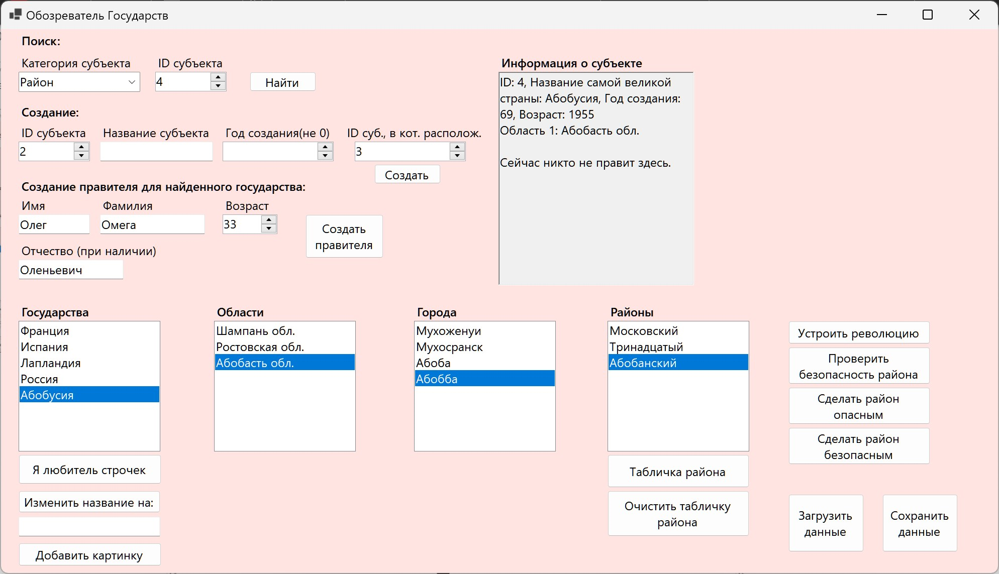 Обозреватель Государств
Поиск:
Категория субъекта
ID субъекта
Район
4
Найти
Создание:
ID субъекта
Название субъекта
Год создания(не 0)
ID суб., в кот. располож.
2
3
Создать
Создание правителя для найденного государства:
Имя
Фамилия
Возраст
Олег
Омега
33
Создать
правителя
Отчество (при наличии)
Оленьевич
Информация о субъекте
ID: 4, Название самой великой
страны: Абобусия, Год создания:
69, Возраст: 1955
Область 1: Абобасть обл.
Сейчас никто не правит здесь.
Государства
Франция
Испания
Лапландия
Россия
Абобусия
Я любитель строчек
Изменить название на:
Добавить картинку
Области
Шампань обл.
Ростовская обл.
Абобасть обл.
Города
Мухоженуи
Мухосранск
Абоба
Абобба
Районы
Московский
Тринадцатый
Абобанский
Табличка района
Очистить табличку
района
Устроить революцию
Проверить
безопасность района
Сделать район
опасным
Сделать район
безопасным
Загрузить
данные
Сохранить
данные